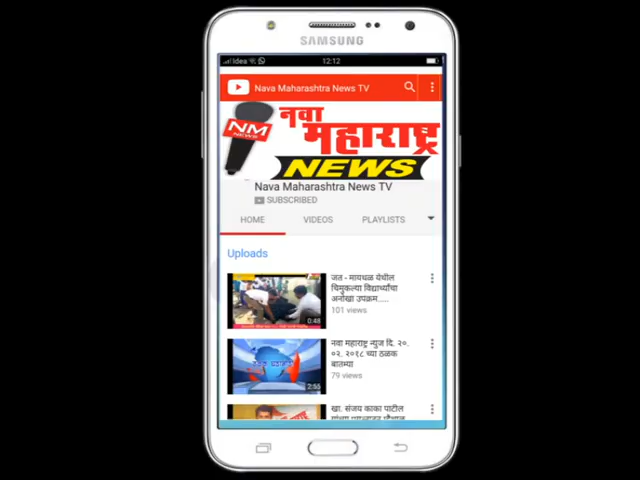 SAMSUNG
Idea 12:12
Nava Maharashtra News TV
नवा
महाराष्ट्र
NM
NEWS
NEWS
Nava Maharashtra News TV
SUBSCRIBED
HOME VIDEOS PLAYLISTS
Uploads
जत - मायथळ येथील
चिमुकल्या विद्यार्थ्यांचा
अनोखा उपक्रम.....
101 views
0:48
नवा महाराष्ट्र न्युज दि. २०.
०२. २०१८ च्या ठळक
बातम्या
79 views
2:55
खा. संजय काका पाटील